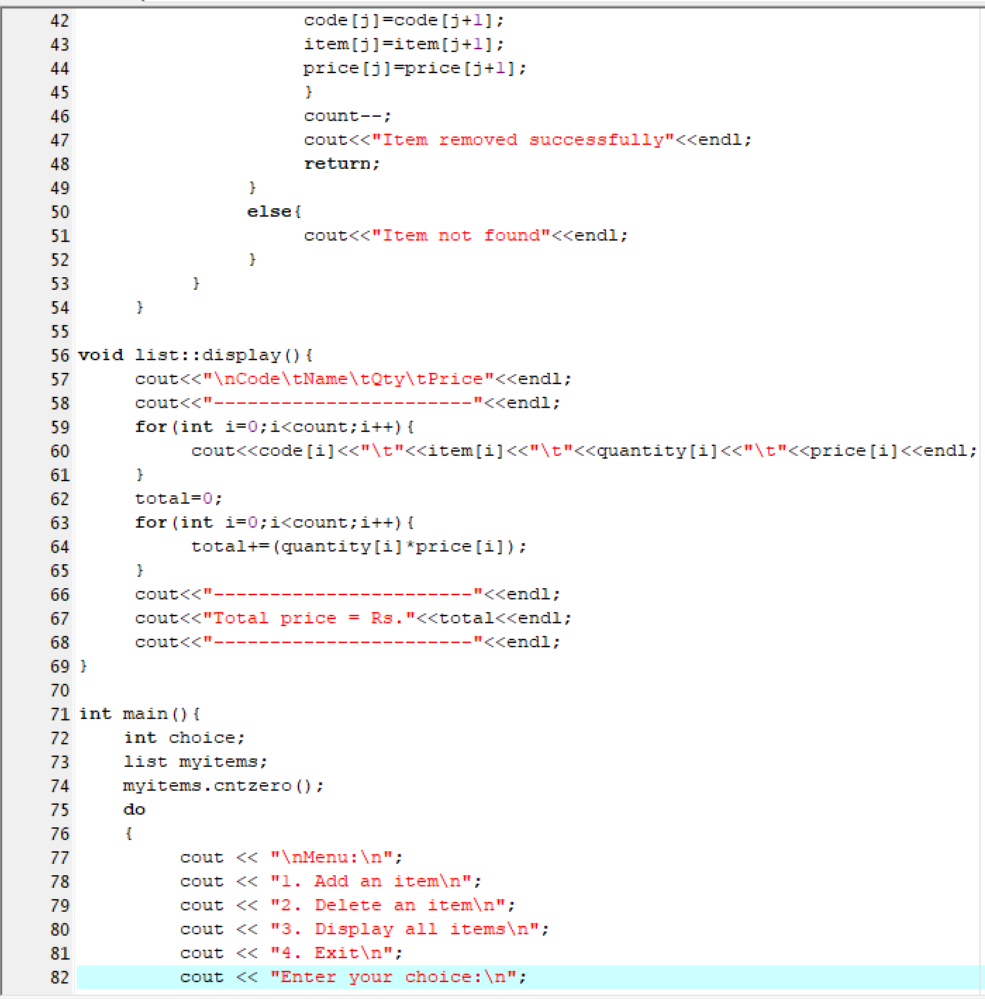 42 code[j]=code[j+1];
43 item[j]=item[j+1];
44 price[j]=price[j+1];
45 }
46 count--;
47 cout<<"Item removed successfully"<<endl;
48 return;
49 }
50 else{
51 cout<<"Item not found"<<endl;
52 }
53 }
54 }
55
56 void list::display(){
57 cout<<"\nCode\tName\tQty\tPrice"<<endl;
58 cout<<"-----------------------"<<endl;
59 for(int i=0;i<count;i++){
60 cout<<code[i]<<"\t"<<item[i]<<"\t"<<quantity[i]<<"\t"<<price[i]<<endl;
61 }
62 total=0;
63 for(int i=0;i<count;i++){
64 total+=(quantity[i]*price[i]);
65 }
66 cout<<"-----------------------"<<endl;
67 cout<<"Total price = Rs."<<total<<endl;
68 cout<<"-----------------------"<<endl;
69 }
70
71 int main(){
72 int choice;
73 list myitems;
74 myitems.cntzero();
75 do
76 {
77 cout << "\nMenu:\n";
78 cout << "1. Add an item\n";
79 cout << "2. Delete an item\n";
80 cout << "3. Display all items\n";
81 cout << "4. Exit\n";
82 cout << "Enter your choice:\n";